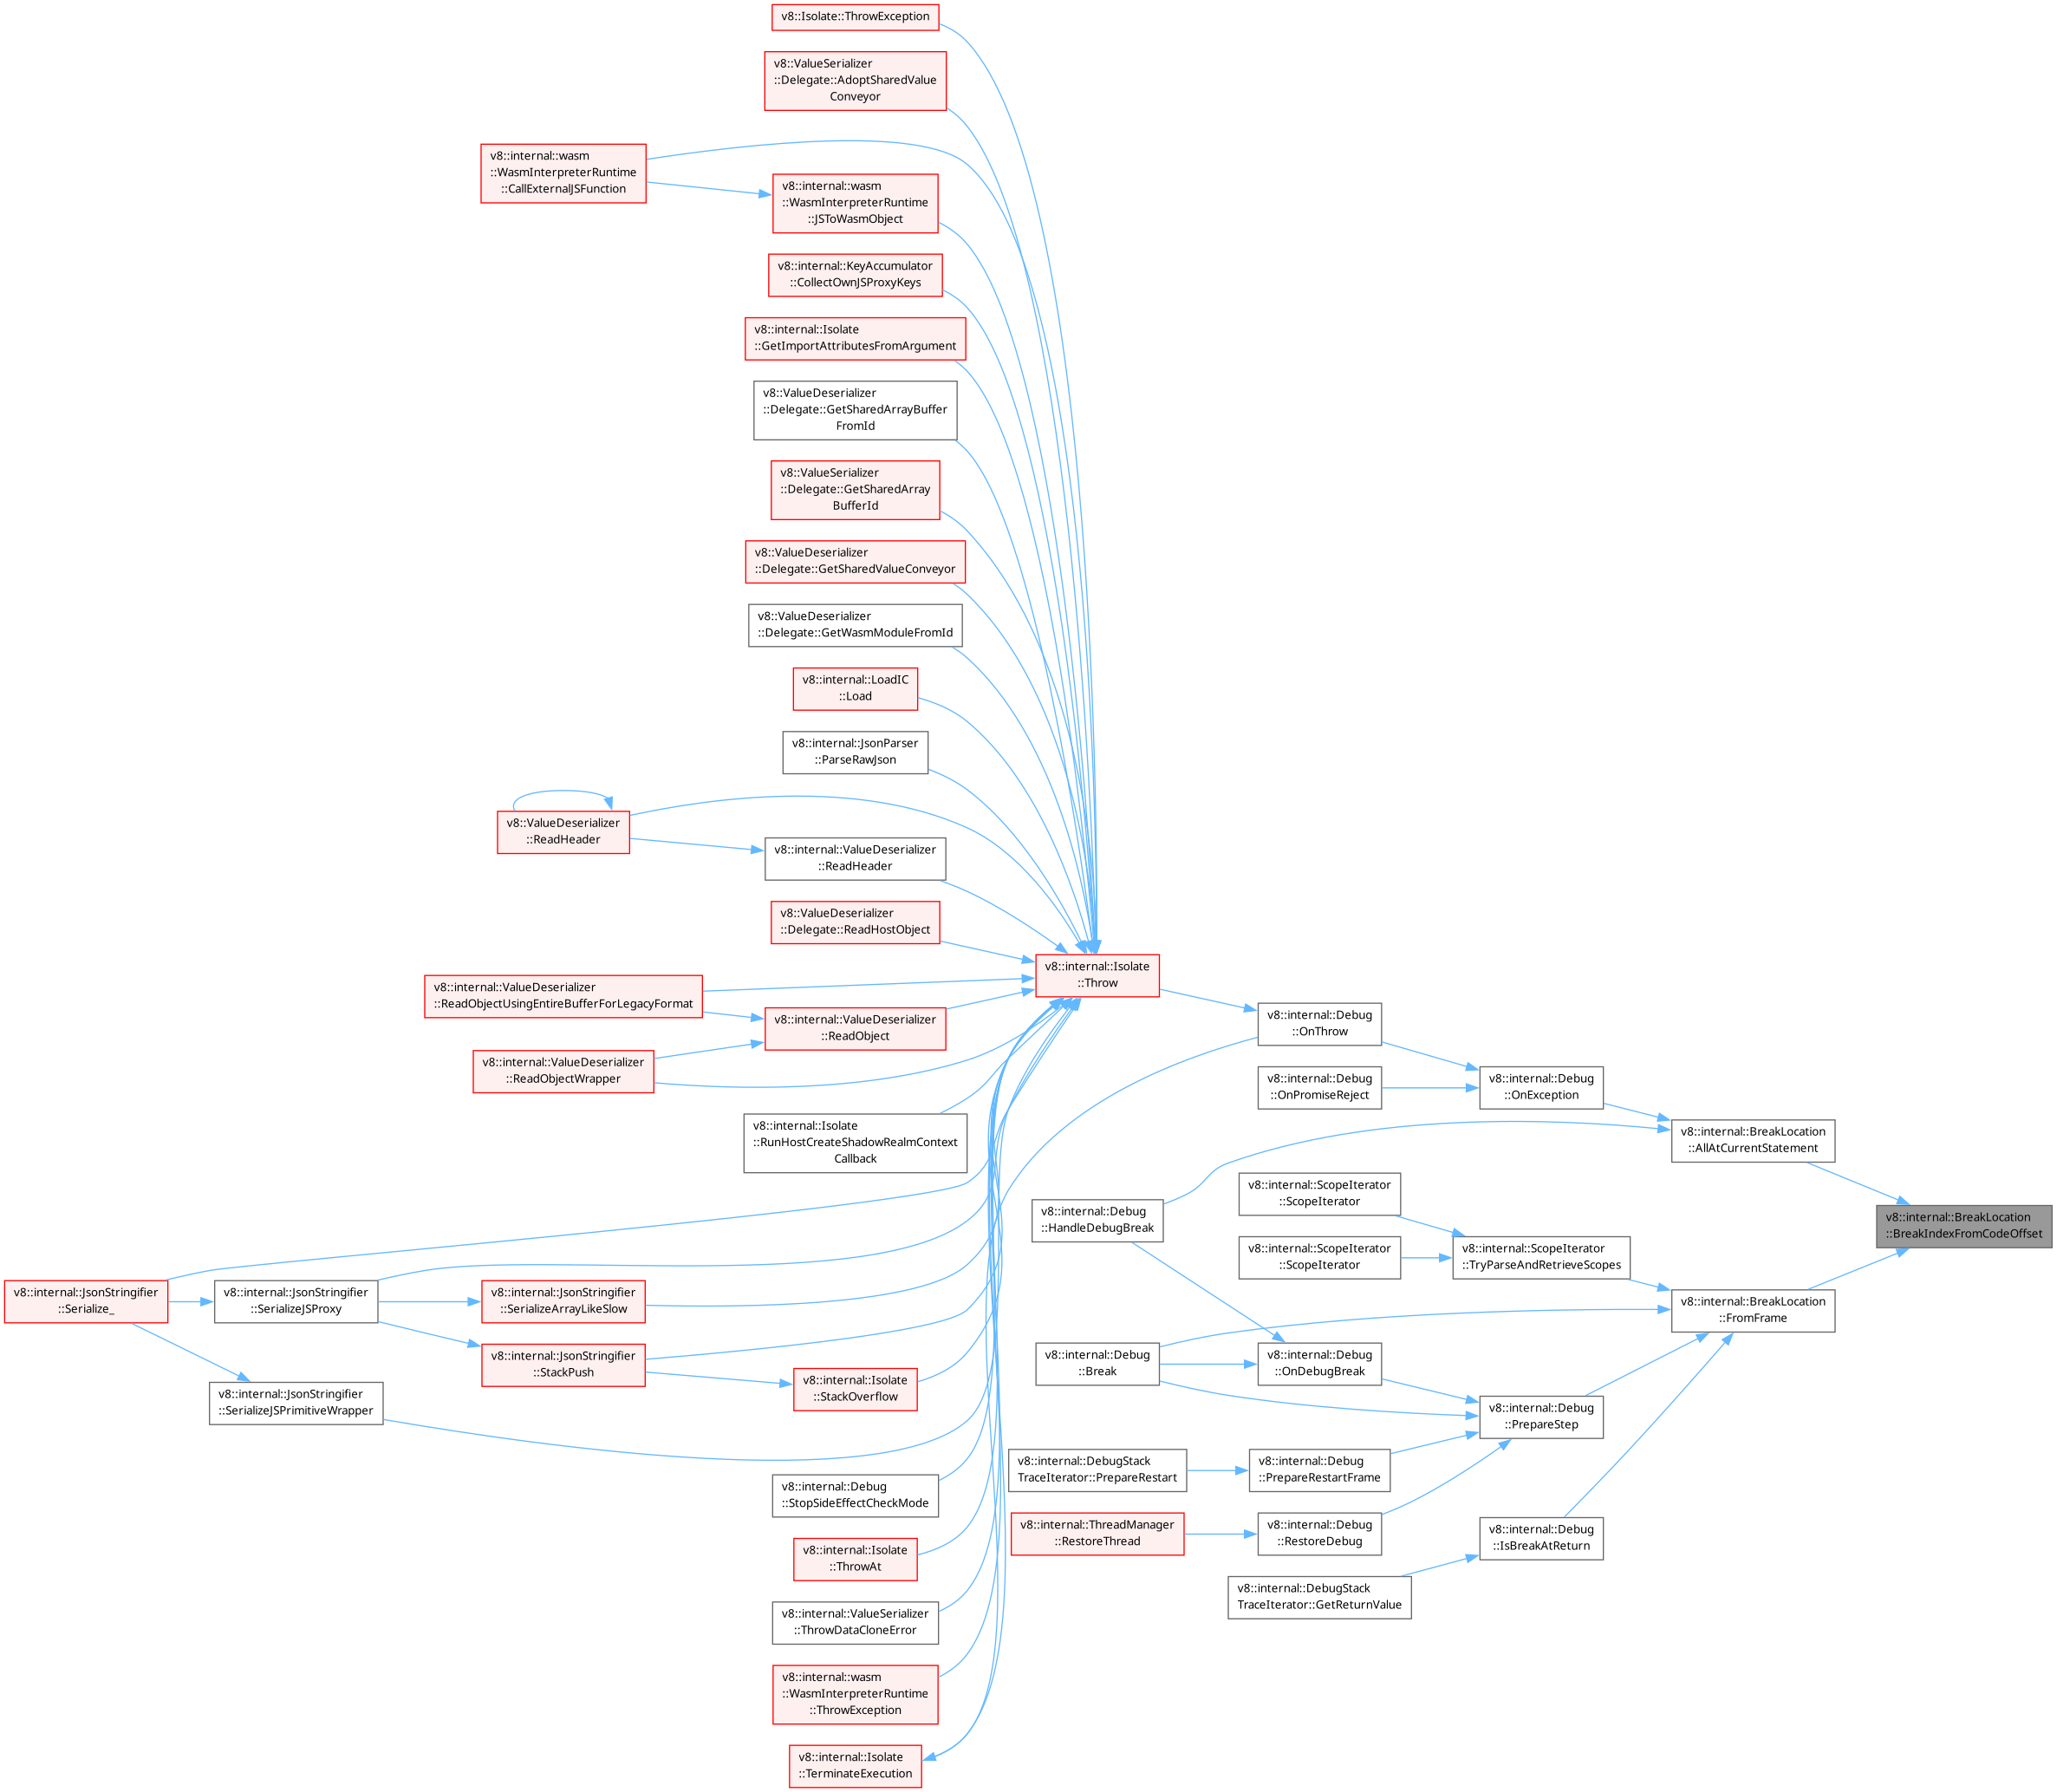 v8::Isolate::ThrowException
v8::ValueSerializer
::Delegate::AdoptSharedValue
Conveyor
v8::internal::wasm
::WasmInterpreterRuntime
::CallExternalJSFunction
v8::internal::wasm
::WasmInterpreterRuntime
::JSToWasmObject
v8::internal::KeyAccumulator
::CollectOwnJSProxyKeys
v8::internal::Isolate
::GetImportAttributesFromArgument
v8::ValueDeserializer
::Delegate::GetSharedArrayBuffer
FromId
v8::ValueSerializer
::Delegate::GetSharedArray
BufferId
v8::ValueDeserializer
::Delegate::GetSharedValueConveyor
v8::ValueDeserializer
::Delegate::GetWasmModuleFromId
v8::internal::LoadIC
::Load
v8::internal::JsonParser
::ParseRawJson
v8::ValueDeserializer
::ReadHeader
v8::internal::ValueDeserializer
::ReadHeader
v8::ValueDeserializer
::Delegate::ReadHostObject
v8::internal::Isolate
::Throw
v8::internal::ValueDeserializer
::ReadObjectUsingEntireBufferForLegacyFormat
v8::internal::ValueDeserializer
::ReadObject
v8::internal::Debug
::OnThrow
v8::internal::ValueDeserializer
::ReadObjectWrapper
v8::internal::Debug
::OnPromiseReject
v8::internal::Debug
::OnException
v8::internal::Isolate
::RunHostCreateShadowRealmContext
Callback
v8::internal::BreakLocation
::AllAtCurrentStatement
v8::internal::ScopeIterator
::ScopeIterator
v8::internal::Debug
::HandleDebugBreak
v8::internal::BreakLocation
::BreakIndexFromCodeOffset
v8::internal::ScopeIterator
::ScopeIterator
v8::internal::ScopeIterator
::TryParseAndRetrieveScopes
v8::internal::JsonStringifier
::Serialize_
v8::internal::JsonStringifier
::SerializeJSProxy
v8::internal::JsonStringifier
::SerializeArrayLikeSlow
v8::internal::BreakLocation
::FromFrame
v8::internal::JsonStringifier
::StackPush
v8::internal::Debug
::Break
v8::internal::Debug
::OnDebugBreak
v8::internal::JsonStringifier
::SerializeJSPrimitiveWrapper
v8::internal::Isolate
::StackOverflow
v8::internal::Debug
::PrepareStep
v8::internal::DebugStack
TraceIterator::PrepareRestart
v8::internal::Debug
::PrepareRestartFrame
v8::internal::Debug
::StopSideEffectCheckMode
v8::internal::ThreadManager
::RestoreThread
v8::internal::Debug
::RestoreDebug
v8::internal::Debug
::IsBreakAtReturn
v8::internal::Isolate
::ThrowAt
v8::internal::DebugStack
TraceIterator::GetReturnValue
v8::internal::ValueSerializer
::ThrowDataCloneError
v8::internal::wasm
::WasmInterpreterRuntime
::ThrowException
v8::internal::Isolate
::TerminateExecution